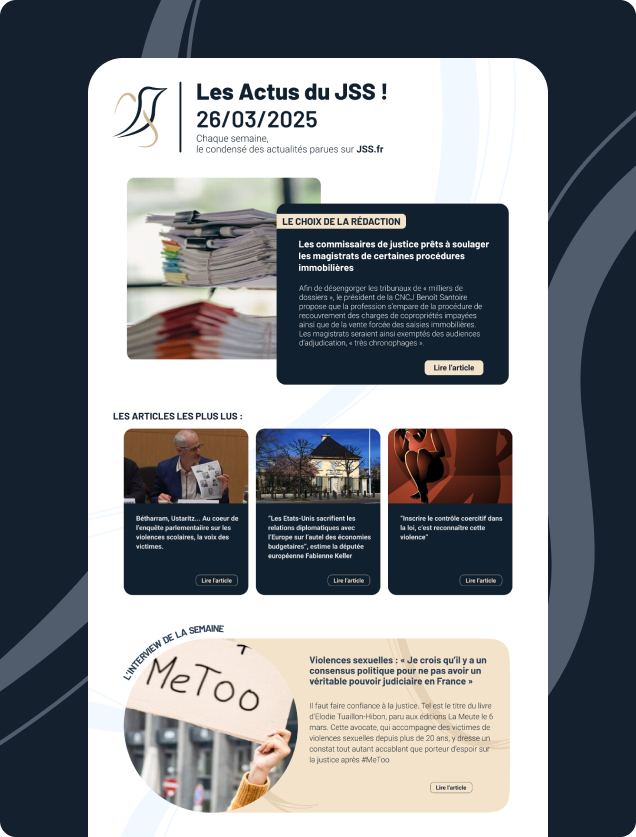 Les Actus du JSS !
26/03/2025
Chaque semaine,
le condensé des actualités parues sur JSS.fr
LE CHOIX DE LA RÉDACTION
Les commissaires de justice prêts à soulager
les magistrats de certaines procédures
immobilières
Afin de désengorger les tribunaux de « milliers de
dossiers », le président de la CNCJ Benoît Santoire
propose que la profession s'empare de la procédure de
recouvrement des charges de copropriétés impayées
ainsi que de la vente forcée des saisies immobilières.
Les magistrats seraient ainsi exemptés des audiences
d'adjudication, « très chronophages ».
Lire l'article
LES ARTICLES LES PLUS LUS :
Bétharram, Ustaritz... Au coeur de
l'enquête parlementaire sur les
violences scolaires, la voix des
victimes.
Lire l'article
"Les Etats-Unis sacrifient les
relations diplomatiques avec
l'Europe sur l'autel des économies
budgetaires", estime la députée
européenne Fabienne Keller
Lire l'article
"Inscrire le contrôle coercitif dans
la loi, c'est reconnaître cette
violence"
Lire l'article
L'INTERVIEW DE LA SEMAINE
MeToo
Violences sexuelles : « Je crois qu'il y a un
consensus politique pour ne pas avoir un
véritable pouvoir judiciaire en France »
Il faut faire confiance à la justice. Tel est le titre du livre
d'Elodie Tuaillon-Hibon, paru aux éditions La Meute le 6
mars. Cette avocate, qui accompagne des victimes de
violences sexuelles depuis plus de 20 ans, y dresse un
constat tout autant accablant que porteur d'espoir sur
la justice après #MeToo
Lire l'article